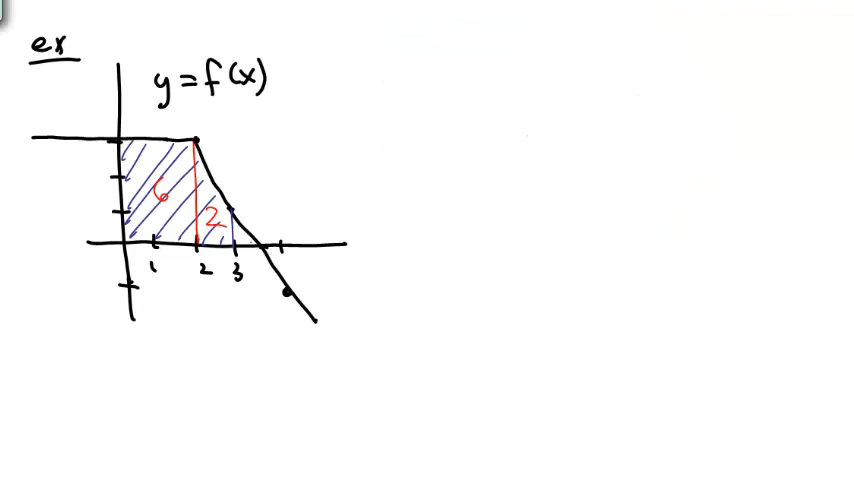 ex
y = f(x)
6
2
1 2 3